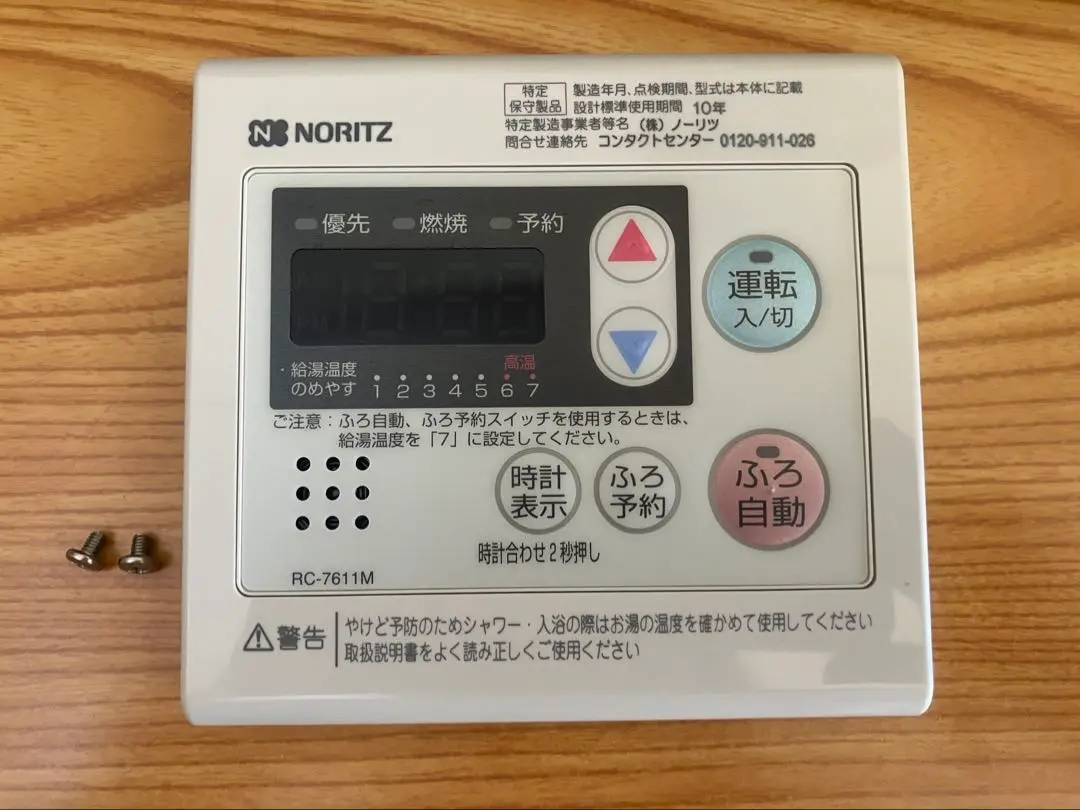 NORITZ
特定
保守製品
製造年月、点検期間、型式は本体に記載
設計標準使用期間 10年
特定製造事業者等名 (株) ノーリツ
問合せ連絡先 コンタクトセンター 0120-911-026
優先 燃焼 予約
運転
入/切
給湯温度
のめやす
高温
1 2 3 4 5 6 7
ご注意:ふろ自動、ふろ予約スイッチを使用するときは、
給湯温度を「7」に設定してください。
時計
表示
ふろ
予約
ふろ
自動
時計合わせ2秒押し
RC-7611M
警告
やけど予防のためシャワー・入浴の際はお湯の温度を確かめて使用してください
取扱説明書をよく読み正しくご使用ください